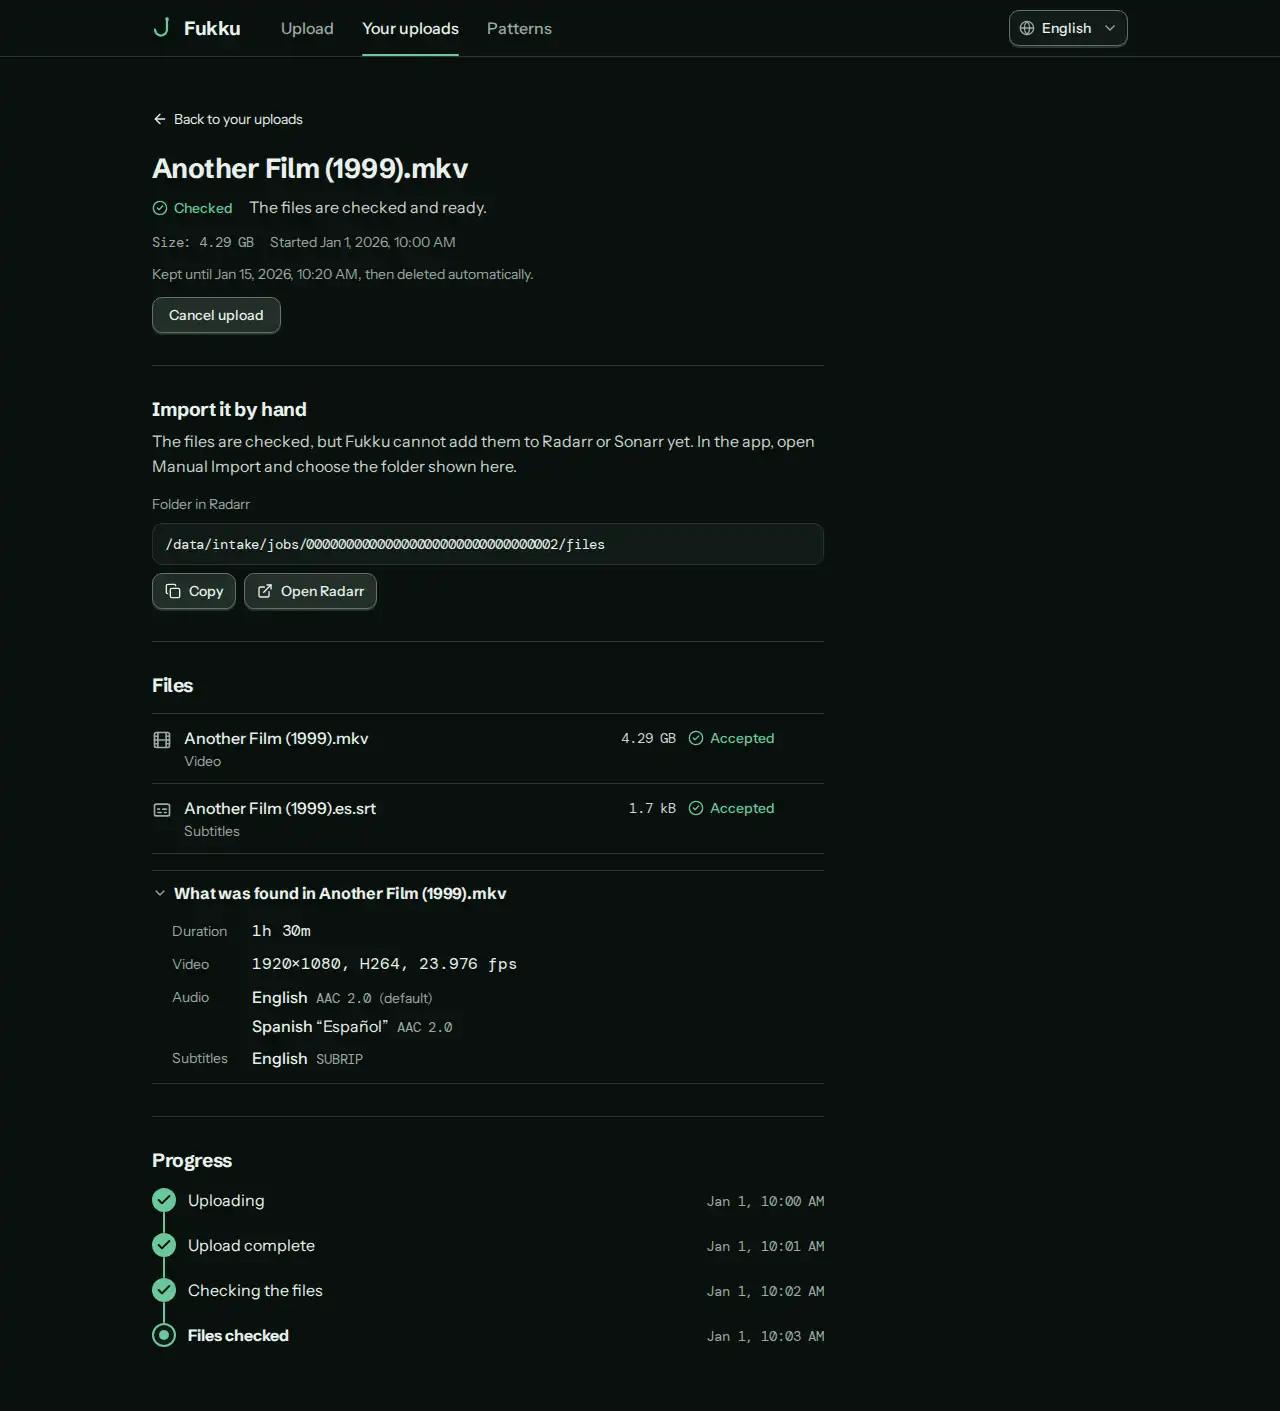 Fukku
Upload
Your uploads
Patterns
English
Back to your uploads
Another Film (1999).mkv
Checked The files are checked and ready.
Size: 4.29 GB Started Jan 1, 2026, 10:00 AM
Kept until Jan 15, 2026, 10:20 AM, then deleted automatically.
Cancel upload
Import it by hand
The files are checked, but Fukku cannot add them to Radarr or Sonarr yet. In the app, open
Manual Import and choose the folder shown here.
Folder in Radarr
/data/intake/jobs/00000000000000000000000000000002/files
Copy
Open Radarr
Files
Another Film (1999).mkv 4.29 GB Accepted
Video
Another Film (1999).es.srt 1.7 kB Accepted
Subtitles
What was found in Another Film (1999).mkv
Duration 1h 30m
Video 1920×1080, H264, 23.976 fps
Audio English AAC 2.0 (default)
Spanish “Español” AAC 2.0
Subtitles English SUBRIP
Progress
Uploading Jan 1, 10:00 AM
Upload complete Jan 1, 10:01 AM
Checking the files Jan 1, 10:02 AM
Files checked Jan 1, 10:03 AM